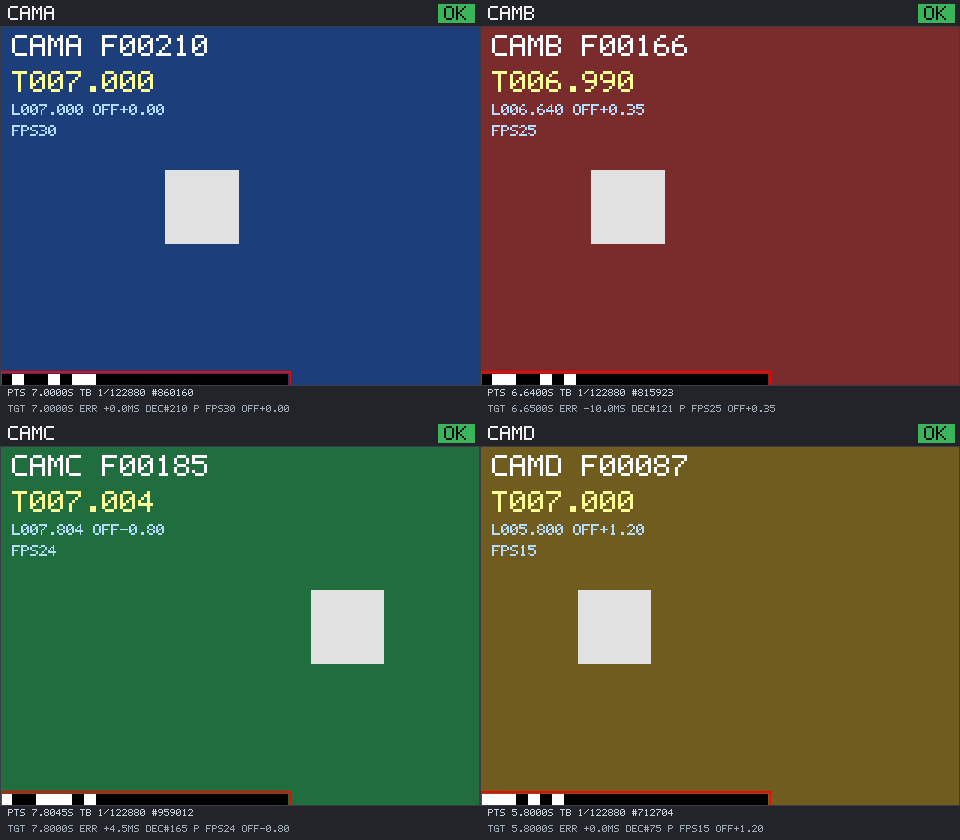 CAMA OK
CAMA F00210
T007.000
L007.000 OFF+0.00
FPS30
PTS 7.0000S TB 1/122880 #860160
TGT 7.0000S ERR +0.0MS DEC#210 P FPS30 OFF+0.00
CAMB OK
CAMB F00166
T006.990
L006.640 OFF+0.35
FPS25
PTS 6.6400S TB 1/122880 #815923
TGT 6.6500S ERR -10.0MS DEC#121 P FPS25 OFF+0.35
CAMC OK
CAMC F00185
T007.004
L007.804 OFF-0.80
FPS24
PTS 7.8045S TB 1/122880 #959012
TGT 7.8000S ERR +4.5MS DEC#165 P FPS24 OFF-0.80
CAMD OK
CAMD F00087
T007.000
L005.800 OFF+1.20
FPS15
PTS 5.8000S TB 1/122880 #712704
TGT 5.8000S ERR +0.0MS DEC#75 P FPS15 OFF+1.20